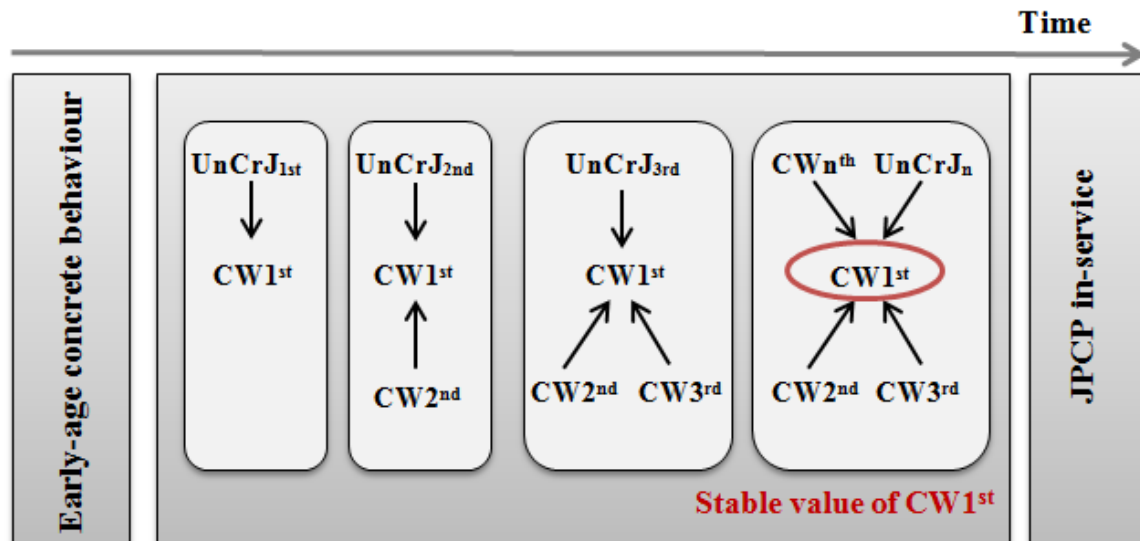 Time
Early-age concrete behaviour
UnCrJ1st
CW1st
UnCrJ2nd
CW1st
CW2nd
UnCrJ3rd
CW1st
CW2nd CW3rd
CWnth UnCrJn
CW1st
CW2nd CW3rd
Stable value of CW1st
JPCP in-service